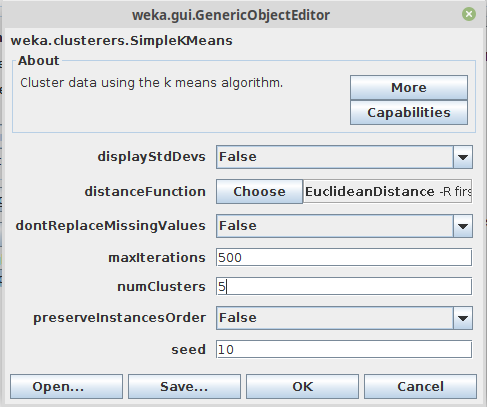 weka.gui.GenericObjectEditor
weka.clusterers.SimpleKMeans
About
Cluster data using the k means algorithm.
More
Capabilities
displayStdDevs False
distanceFunction Choose EuclideanDistance -R firs
dontReplaceMissingValues False
maxIterations 500
numClusters 5
preserveInstancesOrder False
seed 10
Open... Save... OK Cancel